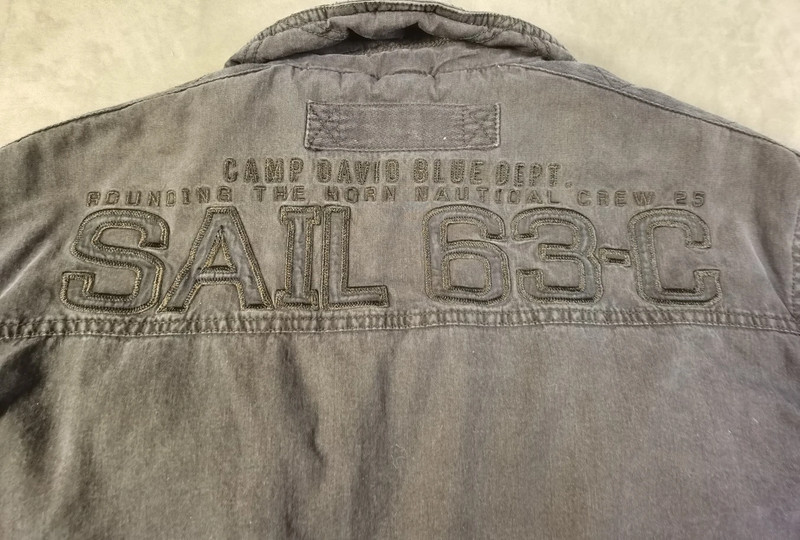 CAMP DAVID BLUE DEPT.
ROUNDING THE HORN NAUTICAL CREW 25
SAIL 63-C